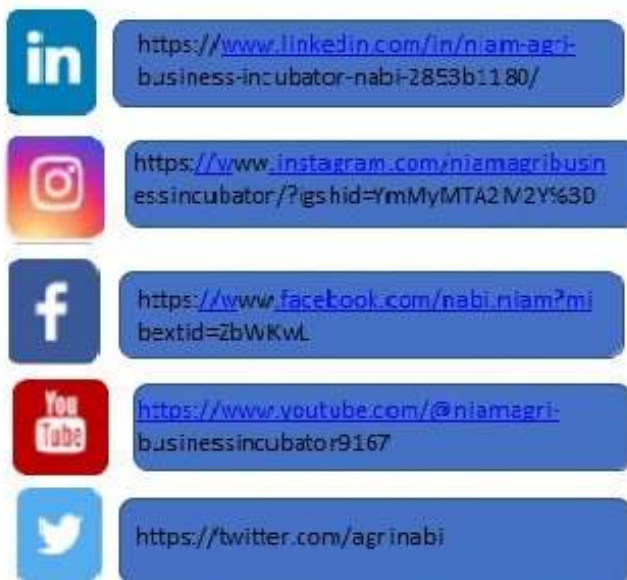 in
https://www.linkedin.com/in/niam-agri-
business-incubator-nabi-2853b1180/
https://www.instagram.com/niamagribusin
essincubator/?igshid=YmMyMTA2M2Y%3D
f
https://www.facebook.com/nabi.niam?mi
bextid=ZbWKwL
You
Tube
https://www.youtube.com/@niamagri-
businessincubator9167
https://twitter.com/agrinabi